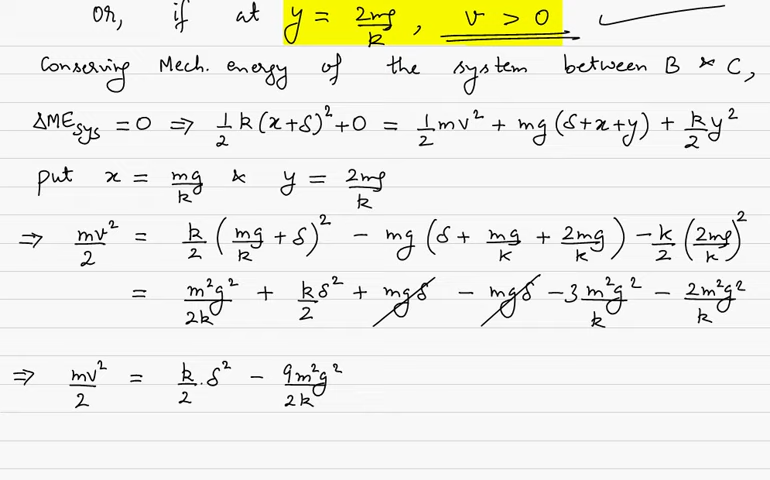 Or, if at y = 2mg/k, v > 0
Conserving Mech. energy of the system between B & C,
ΔME_sys = 0 ⇒ 1/2 k(x+δ)² + 0 = 1/2 mv² + mg(δ+x+y) + k/2 y²
put x = mg/k & y = 2mg/k
⇒ mv²/2 = k/2 (mg/k + δ)² − mg(δ + mg/k + 2mg/k) − k/2 (2mg/k)²
= m²g²/2k + kδ²/2 + mgδ − mgδ − 3m²g²/k − 2m²g²/k
⇒ mv²/2 = k/2 . δ² − 9m²g²/2k